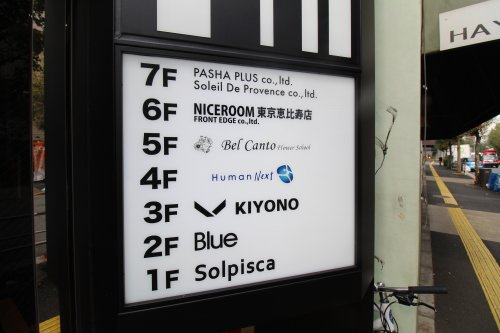 7F PASHA PLUS co., ltd.
Soleil De Provence co., ltd.
6F NICEROOM 東京恵比寿店
FRONT EDGE co., ltd.
5F Bel Canto Flower School
4F Human Next
3F KIYONO
2F Blue
1F Solpisca
HAY